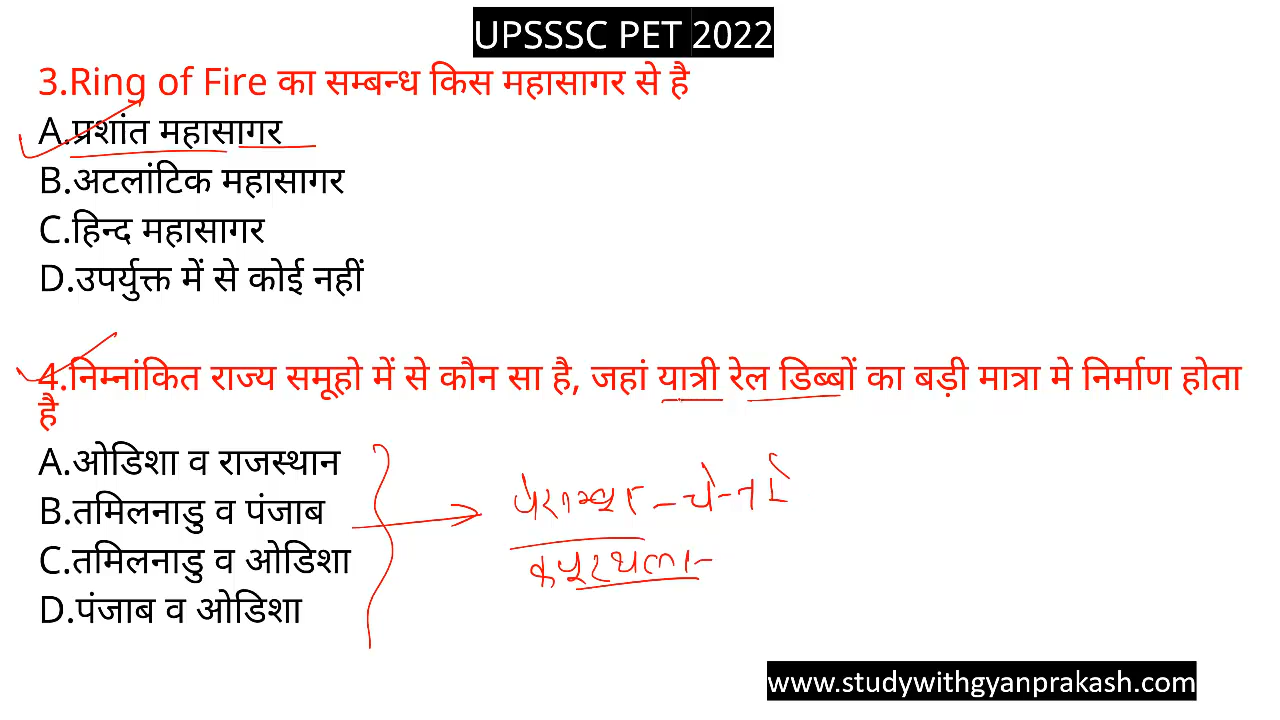 UPSSSC PET 2022
3.Ring of Fire का सम्बन्ध किस महासागर से है
A.प्रशांत महासागर
B.अटलांटिक महासागर
C.हिन्द महासागर
D.उपर्युक्त में से कोई नहीं
4.निम्नांकित राज्य समूहो में से कौन सा है, जहां यात्री रेल डिब्बों का बड़ी मात्रा मे निर्माण होता
है
A.ओडिशा व राजस्थान
B.तमिलनाडु व पंजाब
C.तमिलनाडु व ओडिशा
D.पंजाब व ओडिशा
पेराम्बूर – चेन्नई
कपूरथला -
www.studywithgyanprakash.com